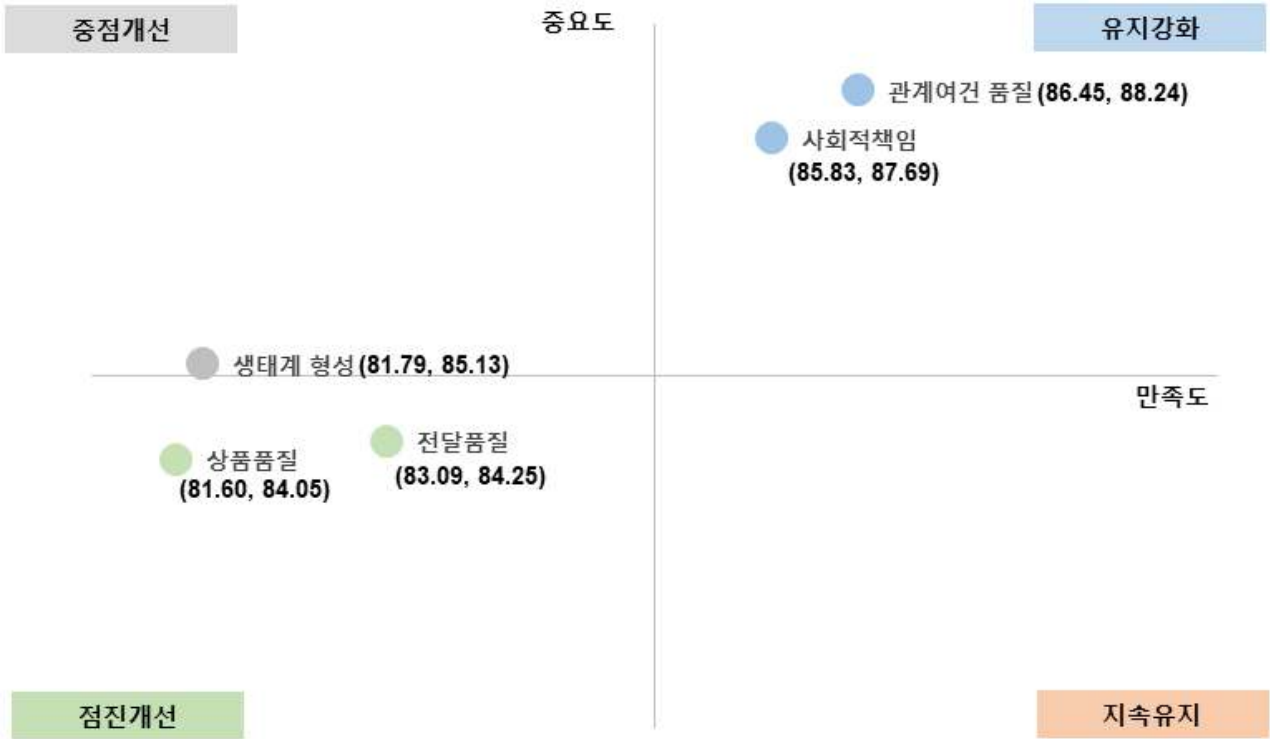 중점개선
중요도
유지강화
관계여건 품질(86.45, 88.24)
사회적책임
(85.83, 87.69)
생태계 형성(81.79, 85.13)
만족도
전달품질
(83.09, 84.25)
상품품질
(81.60, 84.05)
점진개선
지속유지